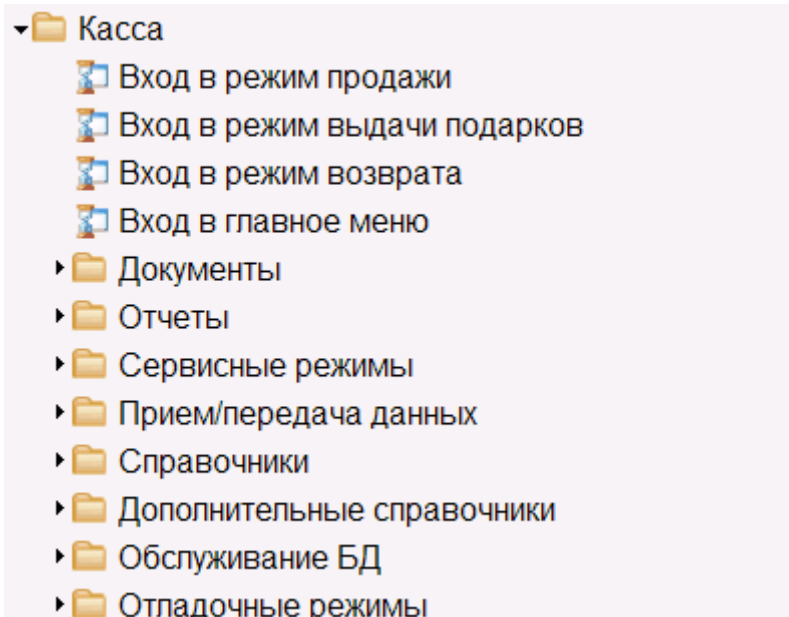 Касса
Вход в режим продажи
Вход в режим выдачи подарков
Вход в режим возврата
Вход в главное меню
Документы
Отчеты
Сервисные режимы
Прием/передача данных
Справочники
Дополнительные справочники
Обслуживание БД
Отладочные режимы